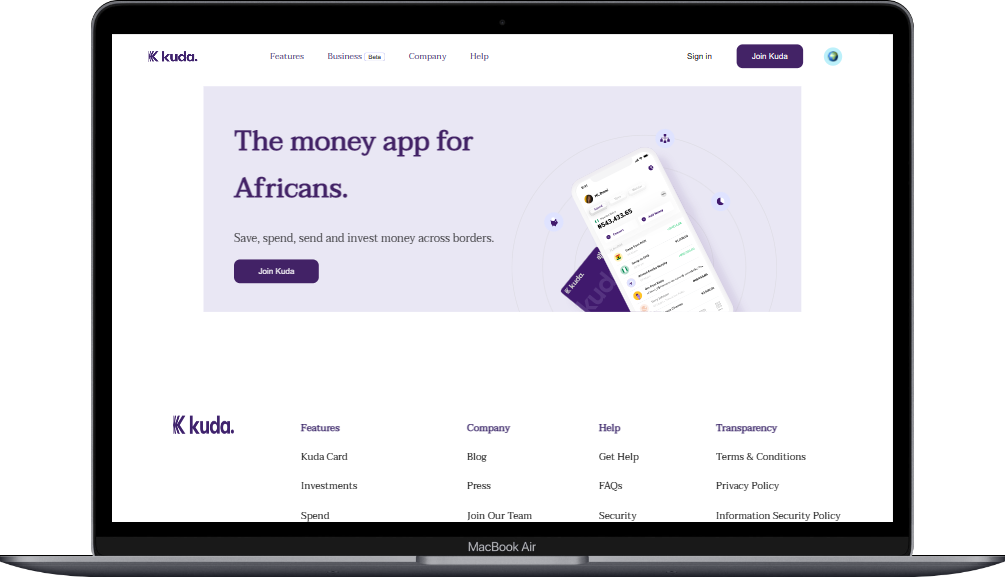 kuda.
Features
Business Beta
Company
Help
Sign in
Join Kuda
The money app for
Africans.
Save, spend, send and invest money across borders.
Join Kuda
₦543,433.65
kuda.
kuda
kuda.
Features
Company
Help
Transparency
Kuda Card
Blog
Get Help
Terms & Conditions
Investments
Press
FAQs
Privacy Policy
Spend
Join Our Team
Security
Information Security Policy
MacBook Air